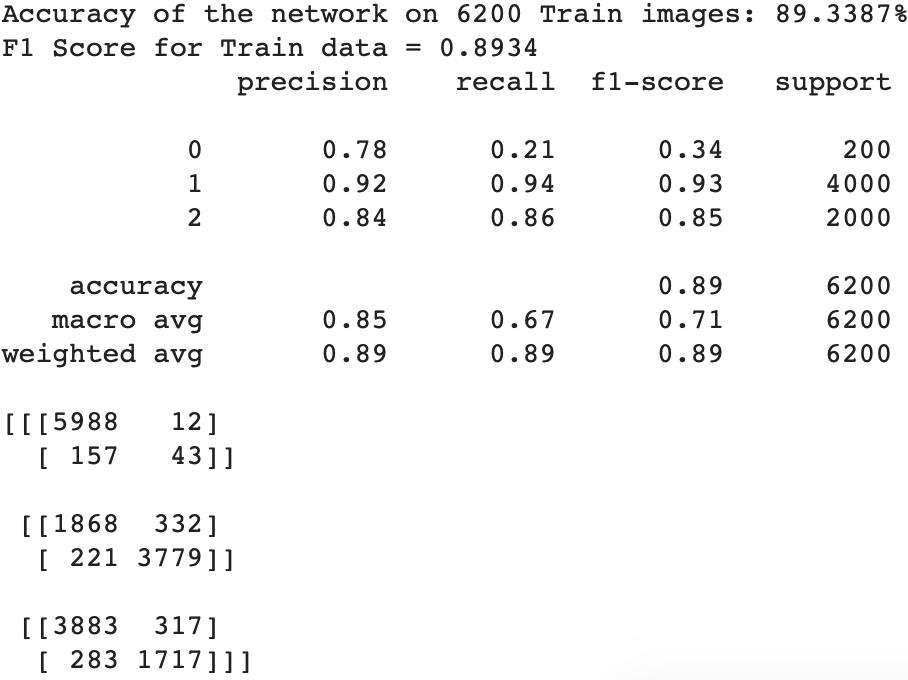 Accuracy of the network on 6200 Train images: 89.3387%
F1 Score for Train data = 0.8934
              precision    recall  f1-score   support

           0       0.78      0.21      0.34       200
           1       0.92      0.94      0.93      4000
           2       0.84      0.86      0.85      2000

    accuracy                           0.89      6200
   macro avg       0.85      0.67      0.71      6200
weighted avg       0.89      0.89      0.89      6200

[[[5988   12]
  [ 157   43]]

 [[1868  332]
  [ 221 3779]]

 [[3883  317]
  [ 283 1717]]]